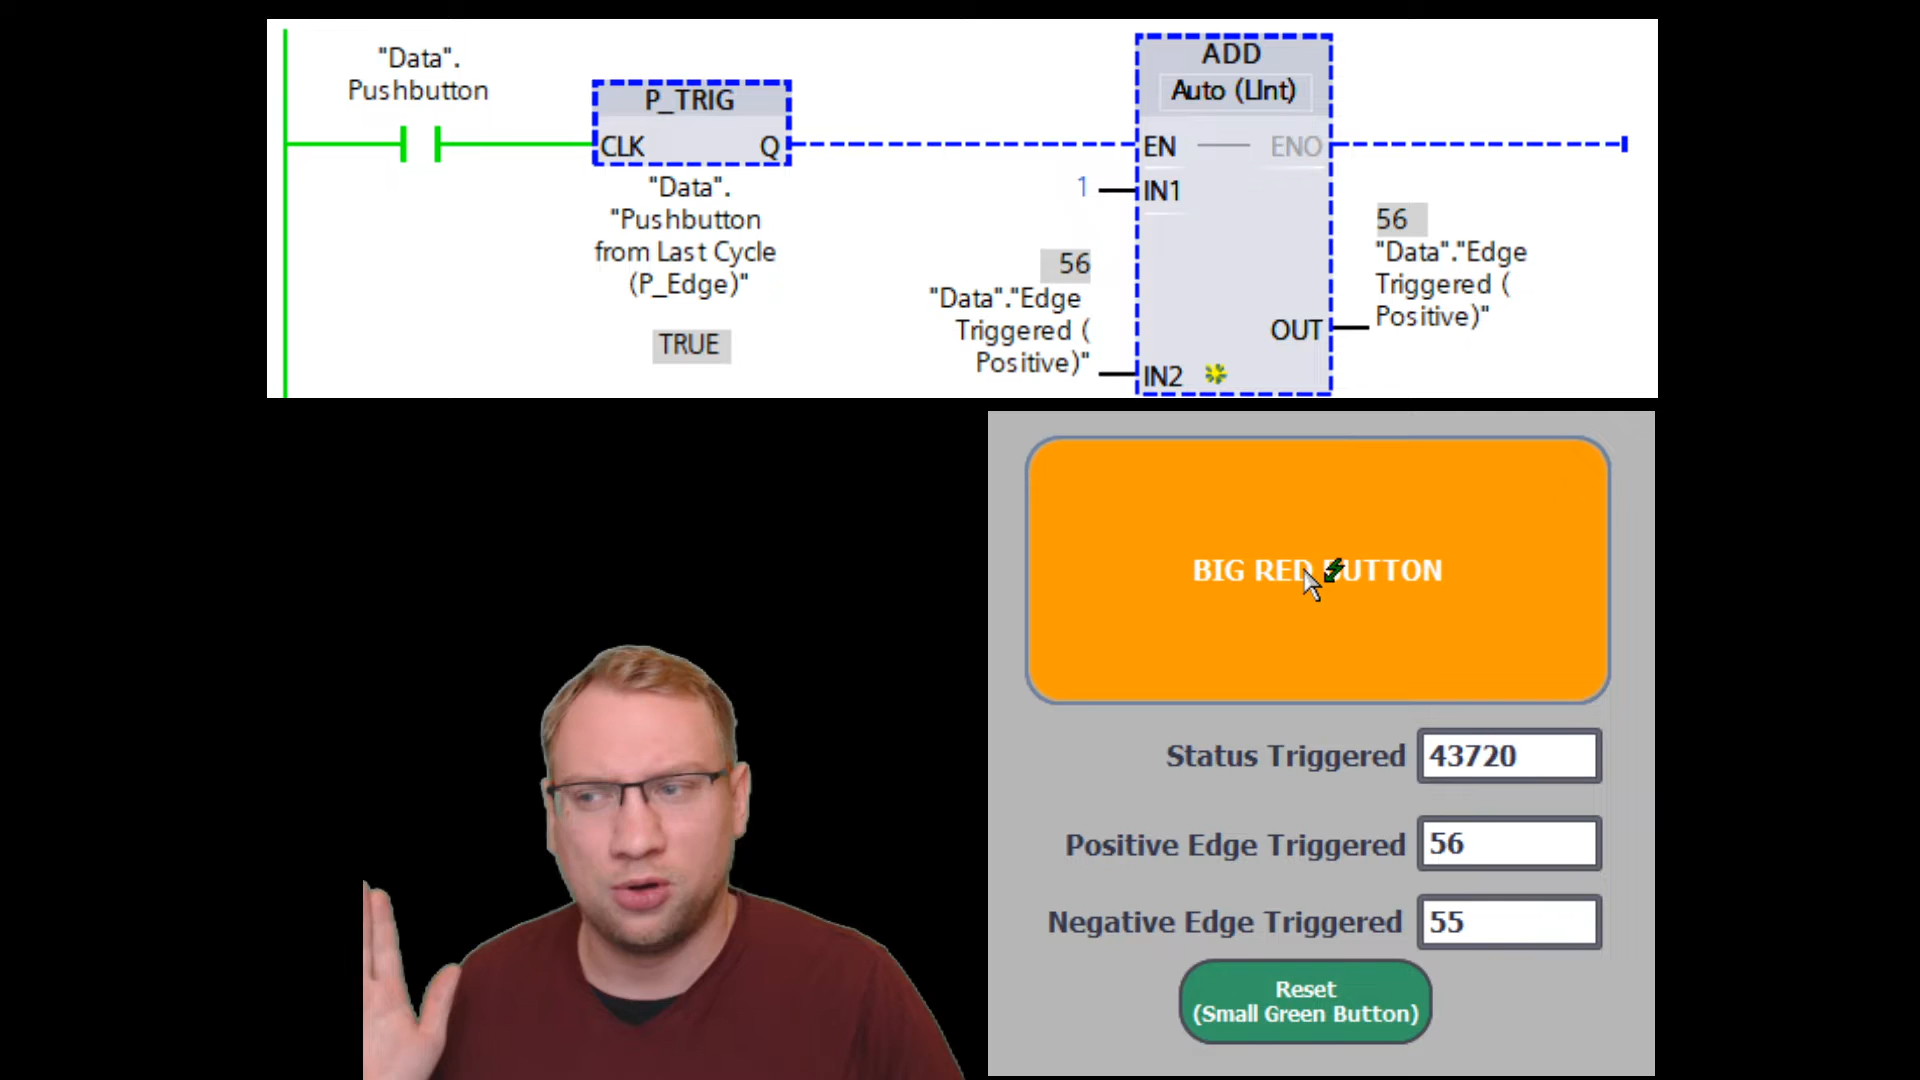 "Data".
Pushbutton
P_TRIG
CLK Q
"Data".
"Pushbutton
from Last Cycle
(P_Edge)"
TRUE
ADD
Auto (LInt)
EN ENO
1 IN1
56
"Data"."Edge
Triggered (
Positive)"
IN2
OUT
56
"Data"."Edge
Triggered (
Positive)"
BIG RED BUTTON
Status Triggered 43720
Positive Edge Triggered 56
Negative Edge Triggered 55
Reset
(Small Green Button)